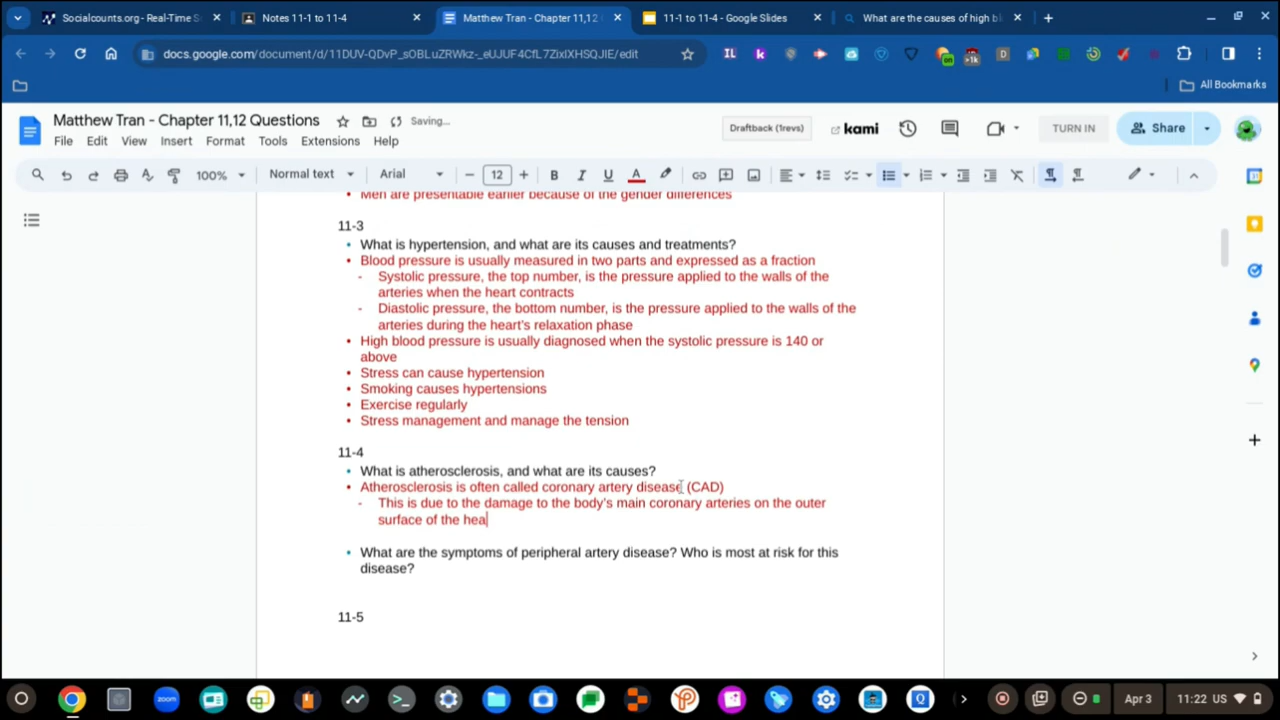 Socialcounts.org - Real-Time S
Notes 11-1 to 11-4
Matthew Tran - Chapter 11,12
11-1 to 11-4 - Google Slides
What are the causes of high bl
docs.google.com/document/d/11DUV-QDvP_sOBLuZRWkz-_eUJUF4CfL7ZixIXHSQJIE/edit
All Bookmarks
Matthew Tran - Chapter 11,12 Questions
Saving...
File Edit View Insert Format Tools Extensions Help
Draftback (1revs)
kami
TURN IN
Share
100%
Normal text
Arial
12
Men are presentable earlier because of the gender differences
11-3
What is hypertension, and what are its causes and treatments?
Blood pressure is usually measured in two parts and expressed as a fraction
- Systolic pressure, the top number, is the pressure applied to the walls of the
arteries when the heart contracts
- Diastolic pressure, the bottom number, is the pressure applied to the walls of the
arteries during the heart's relaxation phase
High blood pressure is usually diagnosed when the systolic pressure is 140 or
above
Stress can cause hypertension
Smoking causes hypertensions
Exercise regularly
Stress management and manage the tension
11-4
What is atherosclerosis, and what are its causes?
Atherosclerosis is often called coronary artery disease (CAD)
- This is due to the damage to the body's main coronary arteries on the outer
surface of the hea
What are the symptoms of peripheral artery disease? Who is most at risk for this
disease?
11-5
zoom
Apr 3
11:22 US